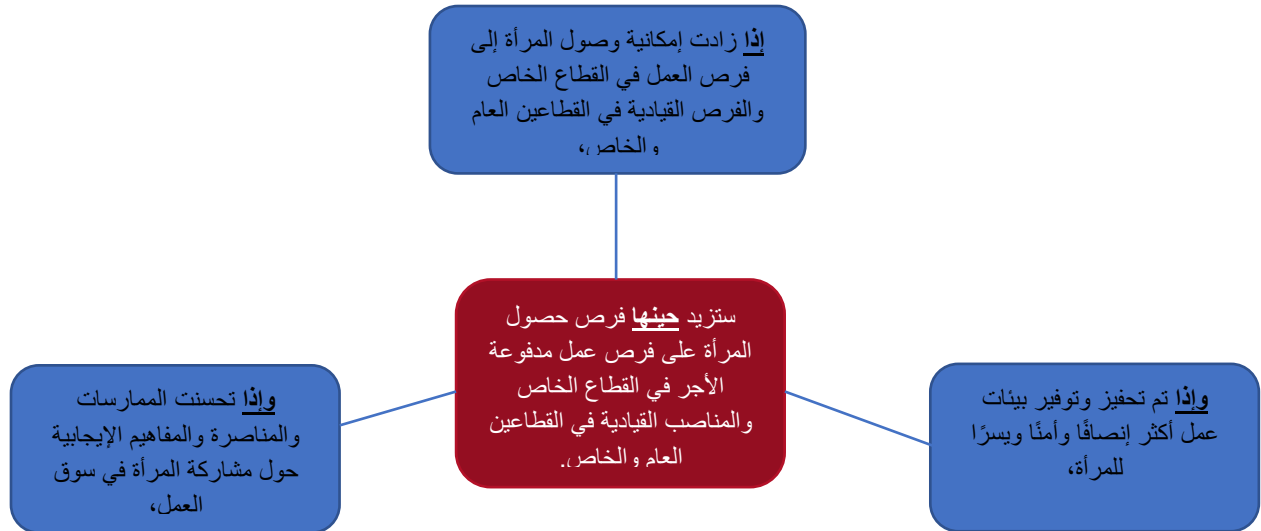 إذا زادت إمكانية وصول المرأة إلى
فرص العمل في القطاع الخاص
والفرص القيادية في القطاعين العام
والخاص،
ستزيد حينها فرص حصول
المرأة على فرص عمل مدفوعة
الأجر في القطاع الخاص
والمناصب القيادية في القطاعين
العام والخاص.
وإذا تم تحفيز وتوفير بيئات
عمل أكثر إنصافًا وأمنًا ويسرًا
للمرأة،
وإذا تحسنت الممارسات
والمناصرة والمفاهيم الإيجابية
حول مشاركة المرأة في سوق
العمل،